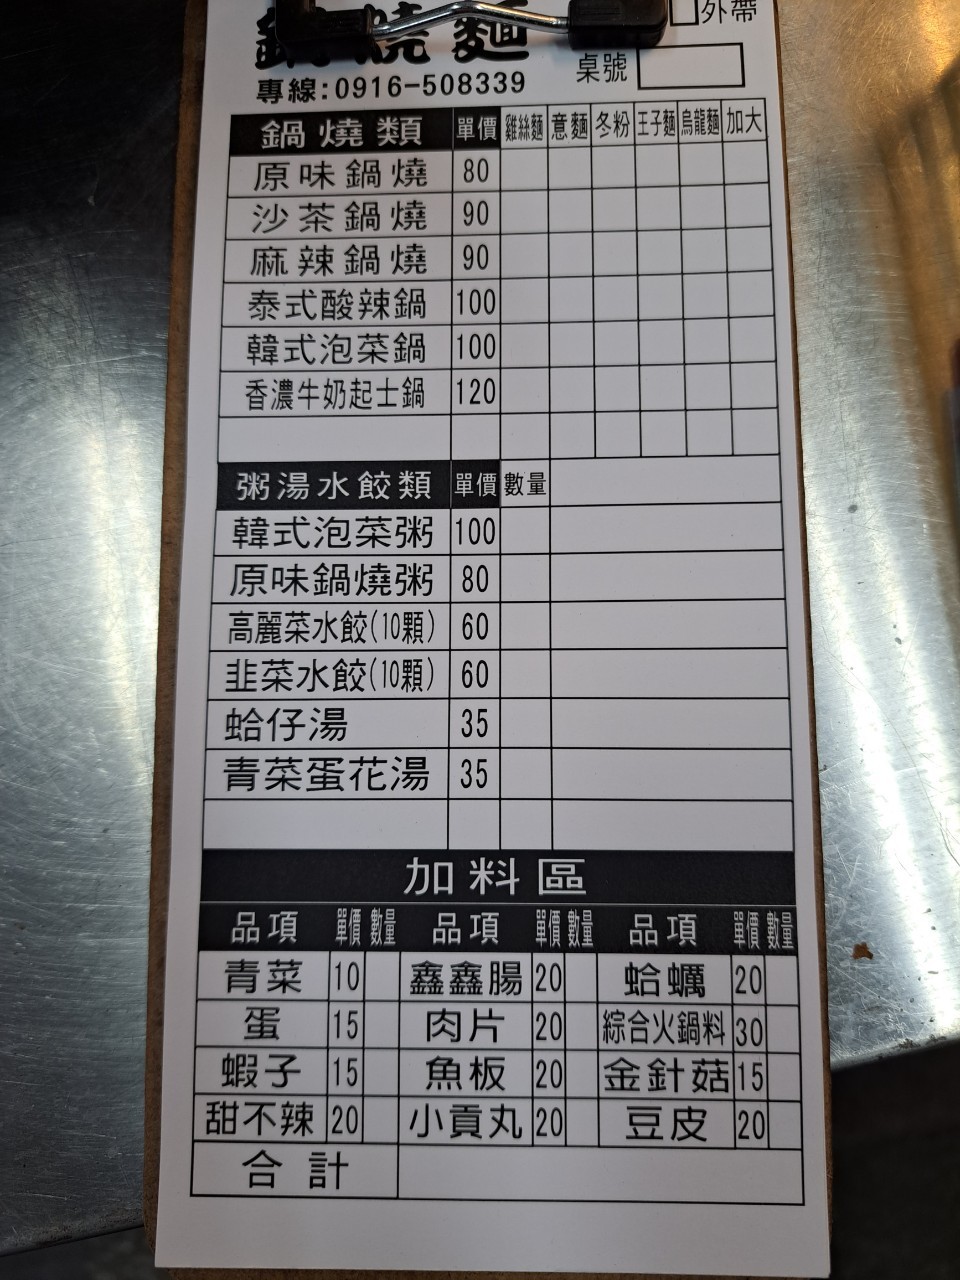 鍋燒麵
外帶
桌號
專線:0916-508339
鍋燒類 單價 雞絲麵 意麵 冬粉 王子麵 烏龍麵 加大
原味鍋燒 80
沙茶鍋燒 90
麻辣鍋燒 90
泰式酸辣鍋 100
韓式泡菜鍋 100
香濃牛奶起士鍋 120
粥湯水餃類 單價 數量
韓式泡菜粥 100
原味鍋燒粥 80
高麗菜水餃(10顆) 60
韭菜水餃(10顆) 60
蛤仔湯 35
青菜蛋花湯 35
加料區
品項 單價 數量 品項 單價 數量 品項 單價 數量
青菜 10 鑫鑫腸 20 蛤蠣 20
蛋 15 肉片 20 綜合火鍋料 30
蝦子 15 魚板 20 金針菇 15
甜不辣 20 小貢丸 20 豆皮 20
合計